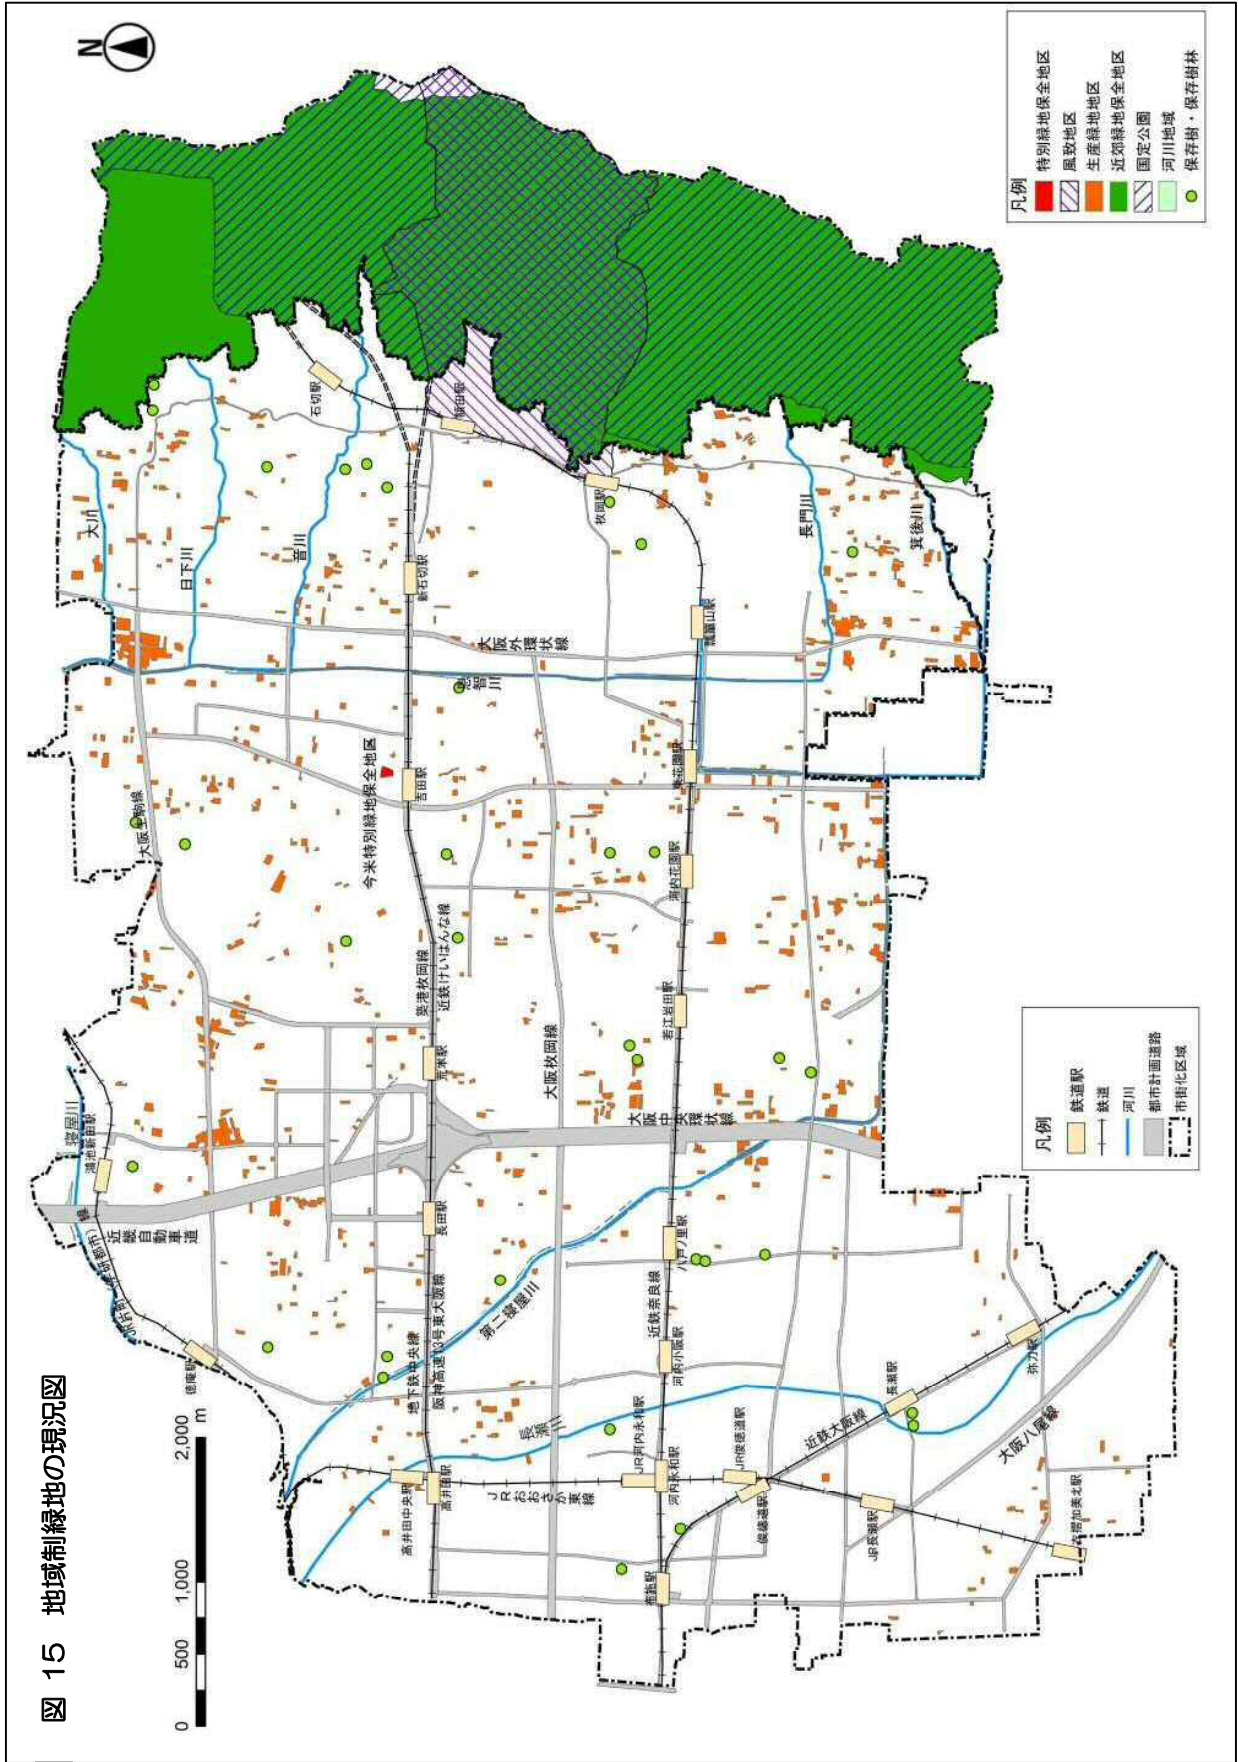 図 15 地域制緑地の現況図
0 500 1,000 2,000
m
N
凡例
特別緑地保全地区
風致地区
生産緑地地区
近郊緑地保全地区
国定公園
河川地域
保存樹・保存樹林
凡例
鉄道駅
鉄道
河川
都市計画道路
市街化区域
寝屋川
鴻池新田駅
近畿自動車道
徳庵駅
大阪生駒線
大川
日下川
音川
石切駅
額田駅
新石切駅
大阪外環状線
恩智川
今米特別緑地保全地区
吉田駅
築港枚岡線
近鉄けいはんな線
荒本駅
長田駅
地下鉄中央線
阪神高速13号東大阪線
第二寝屋川
高井田中央駅
高井田駅
長瀬川
JRおおさか東線
大阪枚岡線
大阪中央環状線
枚岡駅
瓢箪山駅
東花園駅
河内花園駅
若江岩田駅
八戸ノ里駅
近鉄奈良線
河内小阪駅
JR河内永和駅
河内永和駅
布施駅
JR俊徳道駅
俊徳道駅
近鉄大阪線
長瀬駅
JR長瀬駅
弥刀駅
大阪八尾線
衣摺加美北駅
長門川
箕後川